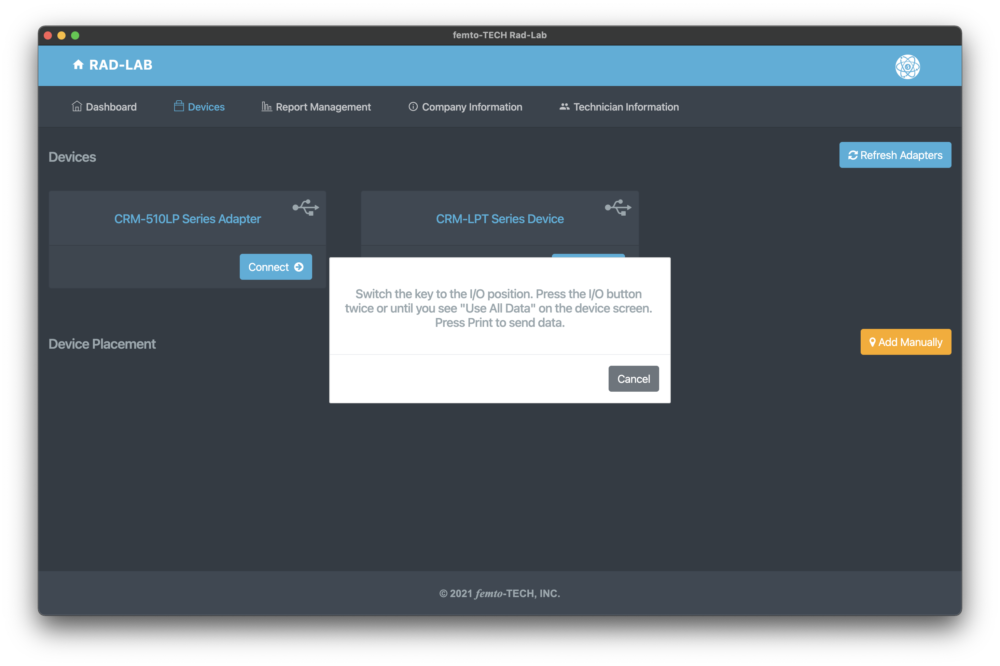 femto-TECH Rad-Lab
RAD-LAB
Dashboard
Devices
Report Management
Company Information
Technician Information
Devices
Refresh Adapters
CRM-510LP Series Adapter
CRM-LPT Series Device
Connect
Switch the key to the I/O position. Press the I/O button
twice or until you see "Use All Data" on the device screen.
Press Print to send data.
Device Placement
Add Manually
Cancel
© 2021 femto-TECH, INC.